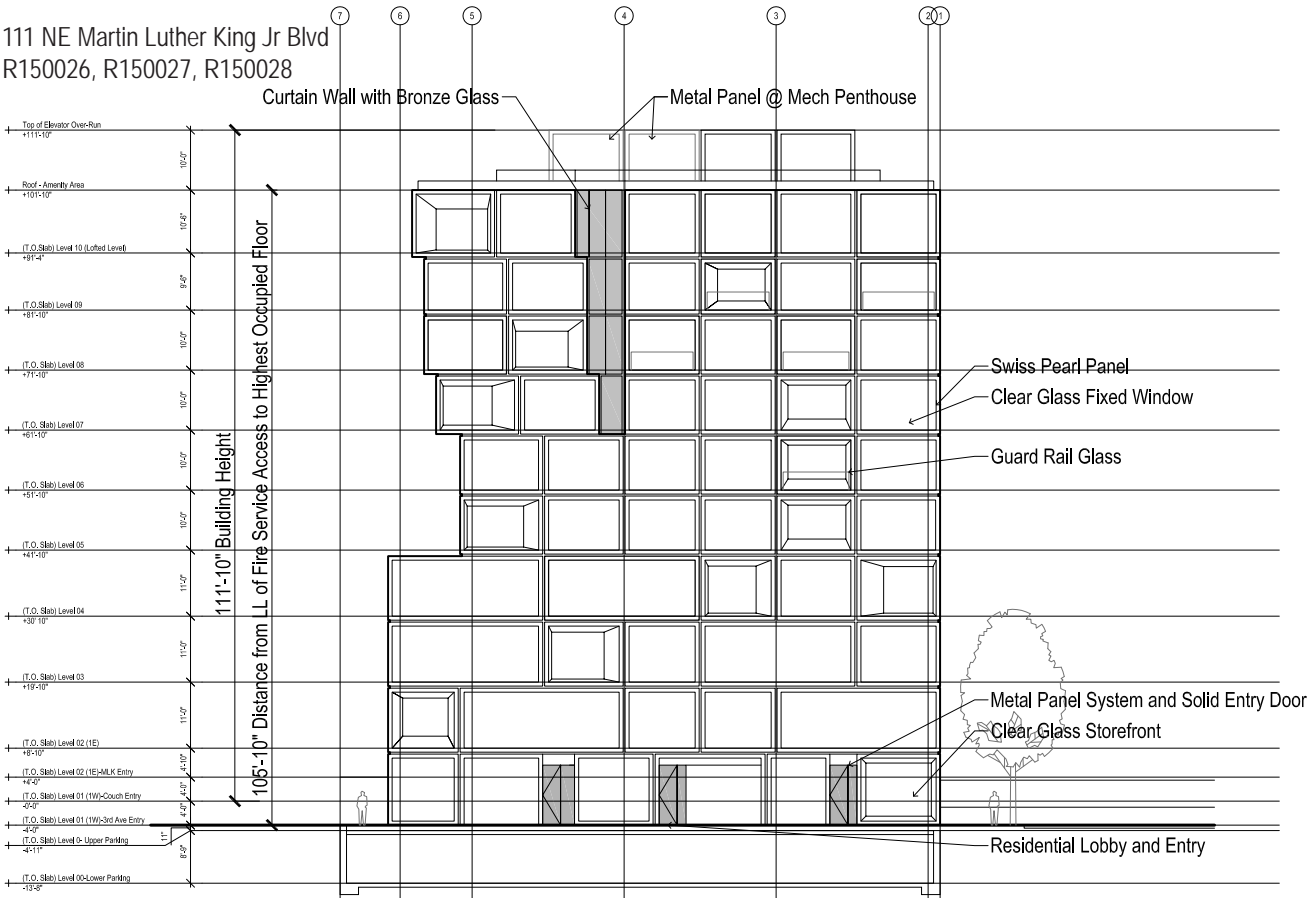 111 NE Martin Luther King Jr Blvd
R150026, R150027, R150028
7
6
5
4
3
2
1
Curtain Wall with Bronze Glass
Metal Panel @ Mech Penthouse
Top of Elevator Over-Run
+111'-10"
10'-0"
Roof - Amenity Area
+101'-10"
10'-6"
(T.O.Slab) Level 10 (Lofted Level)
+91'-4"
9'-6"
(T.O.Slab) Level 09
+81'-10"
10'-0"
(T.O. Slab) Level 08
+71'-10"
10'-0"
(T.O. Slab) Level 07
+61'-10"
10'-0"
(T.O. Slab) Level 06
+51'-10"
10'-0"
(T.O. Slab) Level 05
+41'-10"
11'-0"
(T.O. Slab) Level 04
+30' 10"
11'-0"
(T.O. Slab) Level 03
+19'-10"
11'-0"
(T.O. Slab) Level 02 (1E)
+8'-10"
4'-10"
(T.O. Slab) Level 02 (1E)-MLK Entry
+4'-0"
4'-0"
(T.O. Slab) Level 01 (1W)-Couch Entry
-0'-0"
4'-0"
(T.O. Slab) Level 01 (1W)-3rd Ave Entry
-4'-0"
11"
(T.O. Slab) Level 0- Upper Parking
-4'-11"
8'-9"
(T.O. Slab) Level 00-Lower Parking
-13'-8"
111'-10" Building Height
105'-10" Distance from LL of Fire Service Access to Highest Occupied Floor
Swiss Pearl Panel
Clear Glass Fixed Window
Guard Rail Glass
Metal Panel System and Solid Entry Door
Clear Glass Storefront
Residential Lobby and Entry